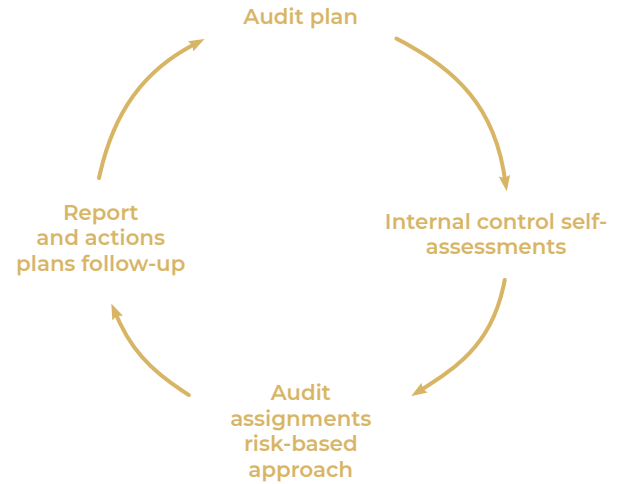 Audit plan
Internal control self-
assessments
Audit
assignments
risk-based
approach
Report
and actions
plans follow-up